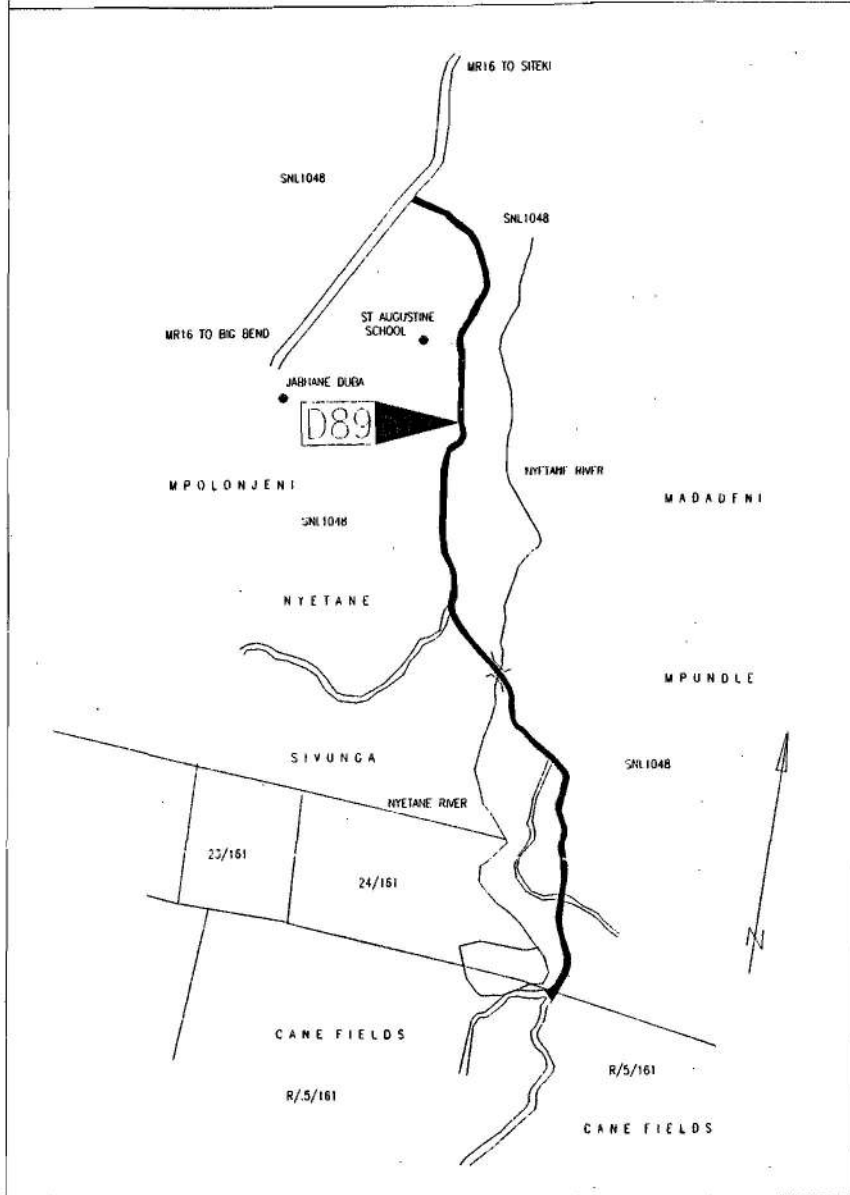 MR16 TO SITEKI
SNL1048
SNL1048
ST AUGUSTINE
SCHOOL
MR16 TO BIG BEND
JABHANE DUBA
D89
NYETANE RIVER
MPOLONJENI
MADADENI
SNL1048
NYETANE
MPUNDLE
SIVUNGA
SNL1048
NYETANE RIVER
23/161
24/161
N
CANE FIELDS
R/5/161
R/.5/161
CANE FIELDS